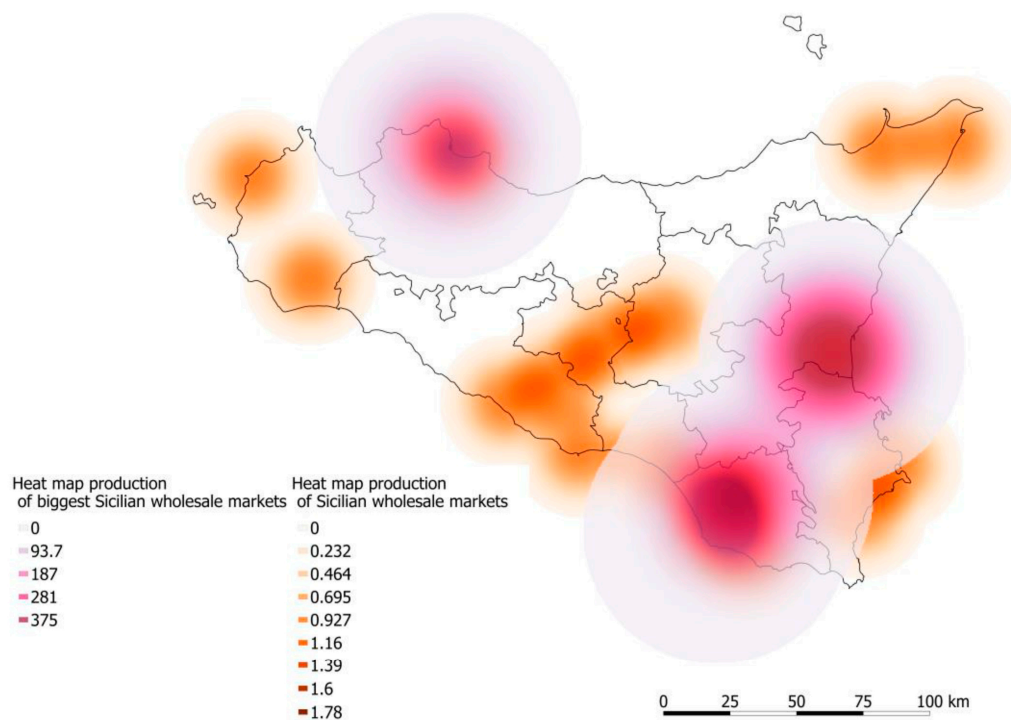 Heat map production
of biggest Sicilian wholesale markets
0
93.7
187
281
375
Heat map production
of Sicilian wholesale markets
0
0.232
0.464
0.695
0.927
1.16
1.39
1.6
1.78
0 25 50 75 100 km